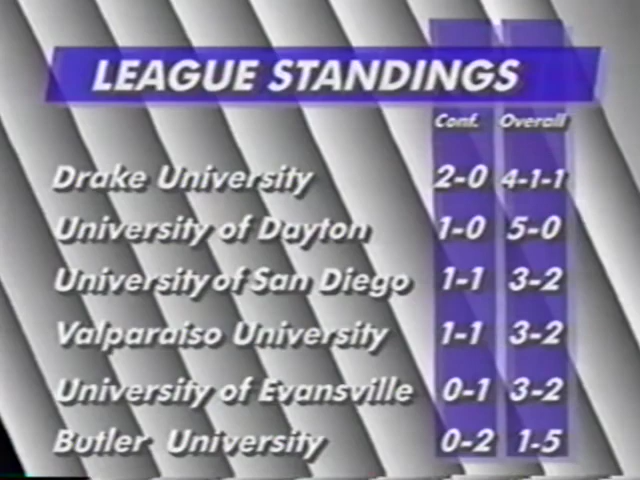 LEAGUE STANDINGS
Conf. Overall
Drake University 2-0 4-1-1
University of Dayton 1-0 5-0
University of San Diego 1-1 3-2
Valparaiso University 1-1 3-2
University of Evansville 0-1 3-2
Butler University 0-2 1-5